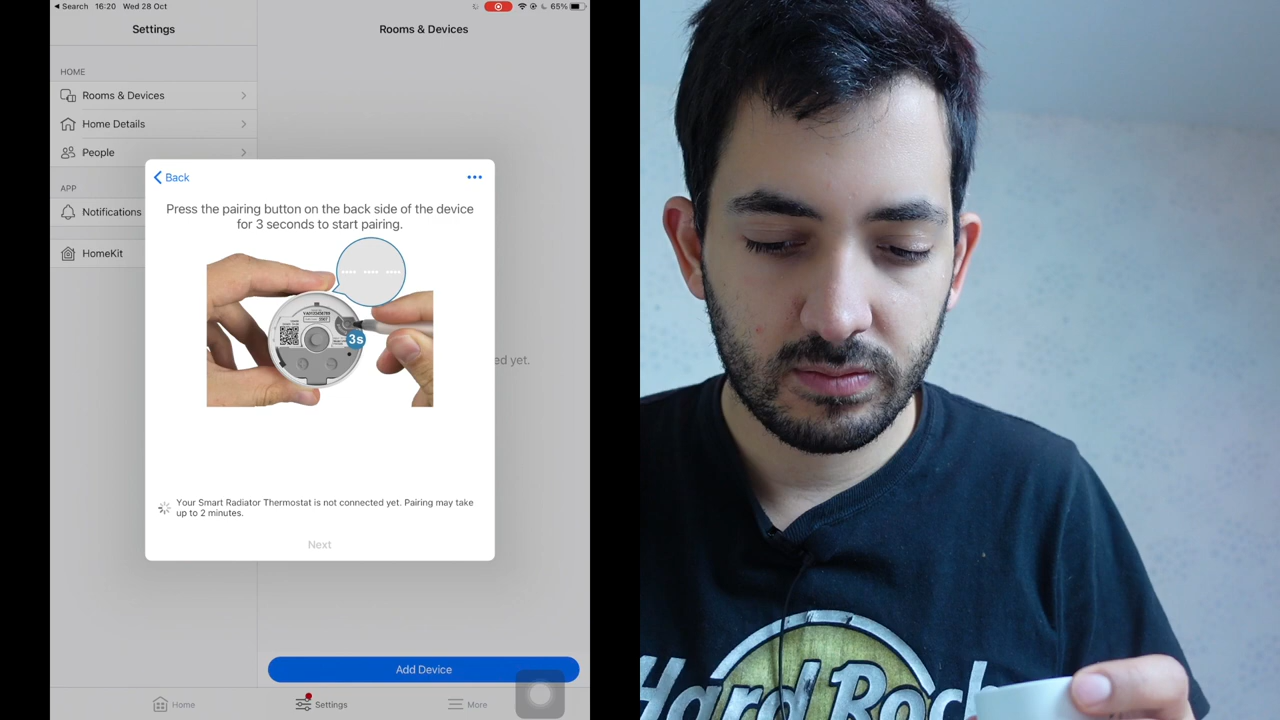 Search 16:20 Wed 28 Oct 65%
Settings
Rooms & Devices
HOME
Rooms & Devices
Home Details
People
APP
Notifications
HomeKit
Back
Press the pairing button on the back side of the device
for 3 seconds to start pairing.
3s
ed yet.
Your Smart Radiator Thermostat is not connected yet. Pairing may take
up to 2 minutes.
Next
Add Device
Home
Settings
More
Hard Rock